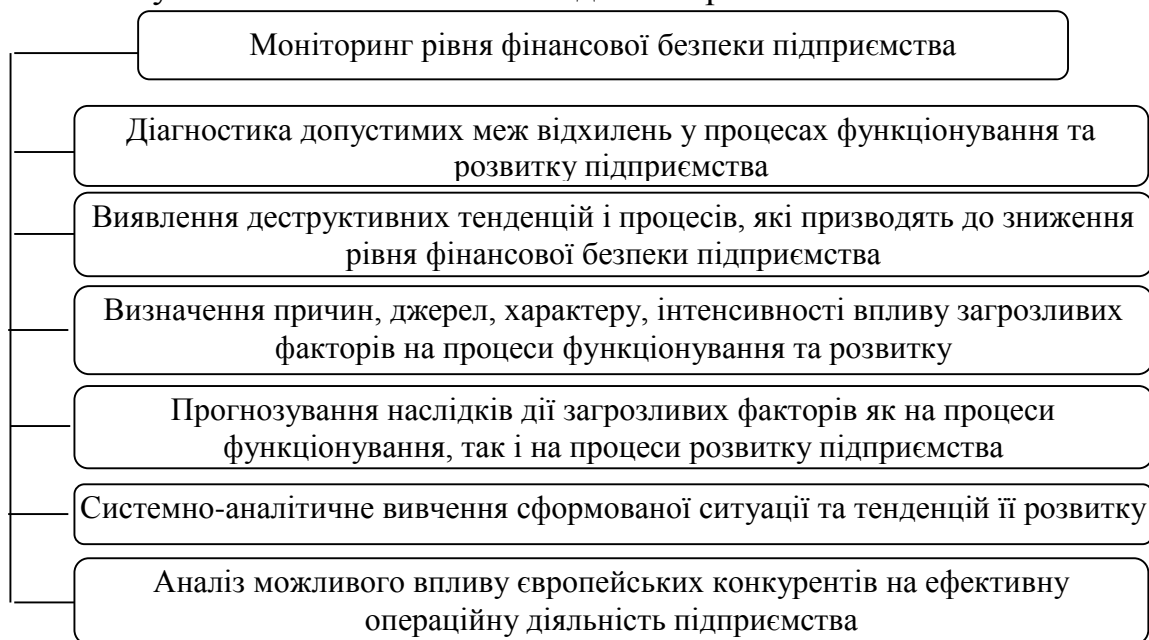 Моніторинг рівня фінансової безпеки підприємства
Діагностика допустимих меж відхилень у процесах функціонування та
розвитку підприємства
Виявлення деструктивних тенденцій і процесів, які призводять до зниження
рівня фінансової безпеки підприємства
Визначення причин, джерел, характеру, інтенсивності впливу загрозливих
факторів на процеси функціонування та розвитку
Прогнозування наслідків дії загрозливих факторів як на процеси
функціонування, так і на процеси розвитку підприємства
Системно-аналітичне вивчення сформованої ситуації та тенденцій її розвитку
Аналіз можливого впливу європейських конкурентів на ефективну
операційну діяльність підприємства